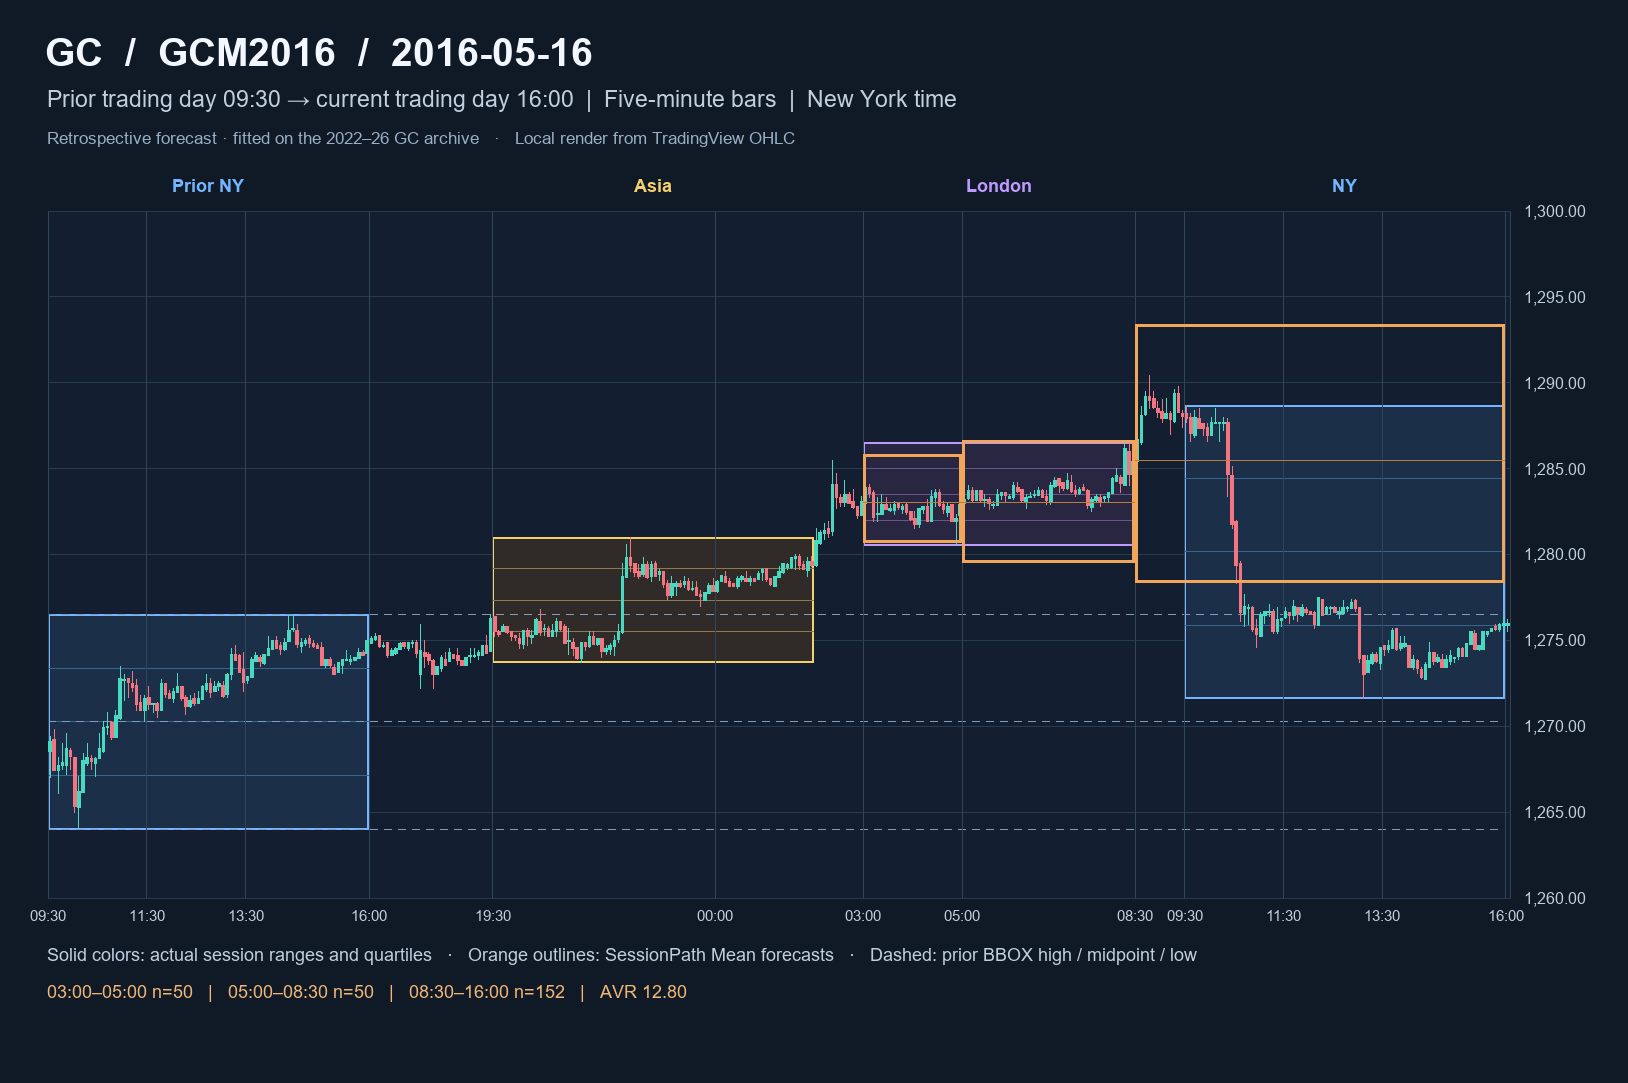 GC / GCM2016 / 2016-05-16
Prior trading day 09:30 → current trading day 16:00 | Five-minute bars | New York time
Retrospective forecast · fitted on the 2022–26 GC archive · Local render from TradingView OHLC
Prior NY Asia London NY
1,300.00
1,295.00
1,290.00
1,285.00
1,280.00
1,275.00
1,270.00
1,265.00
1,260.00
09:30 11:30 13:30 16:00 19:30 00:00 03:00 05:00 08:30 09:30 11:30 13:30 16:00
Solid colors: actual session ranges and quartiles · Orange outlines: SessionPath Mean forecasts · Dashed: prior BBOX high / midpoint / low
03:00–05:00 n=50 | 05:00–08:30 n=50 | 08:30–16:00 n=152 | AVR 12.80